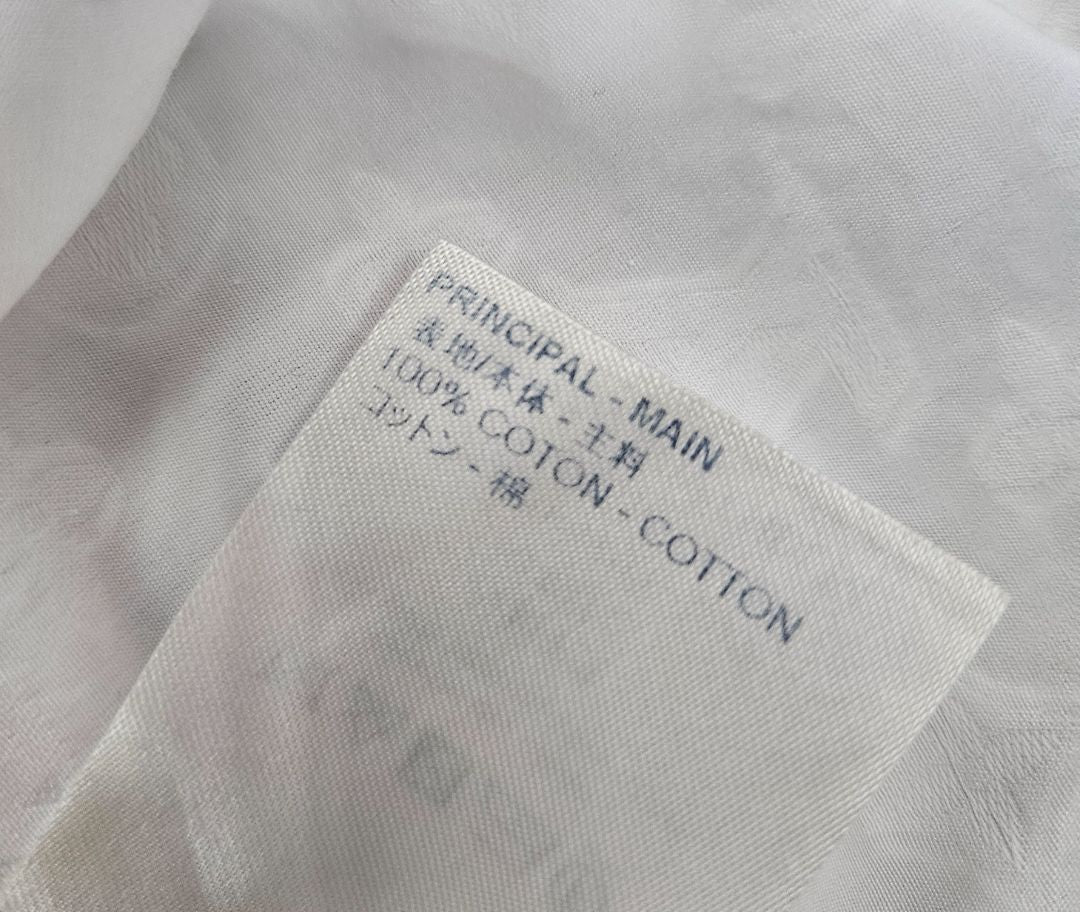 PRINCIPAL - MAIN
表地/本体 - 主料
100% COTON - COTTON
コットン - 棉